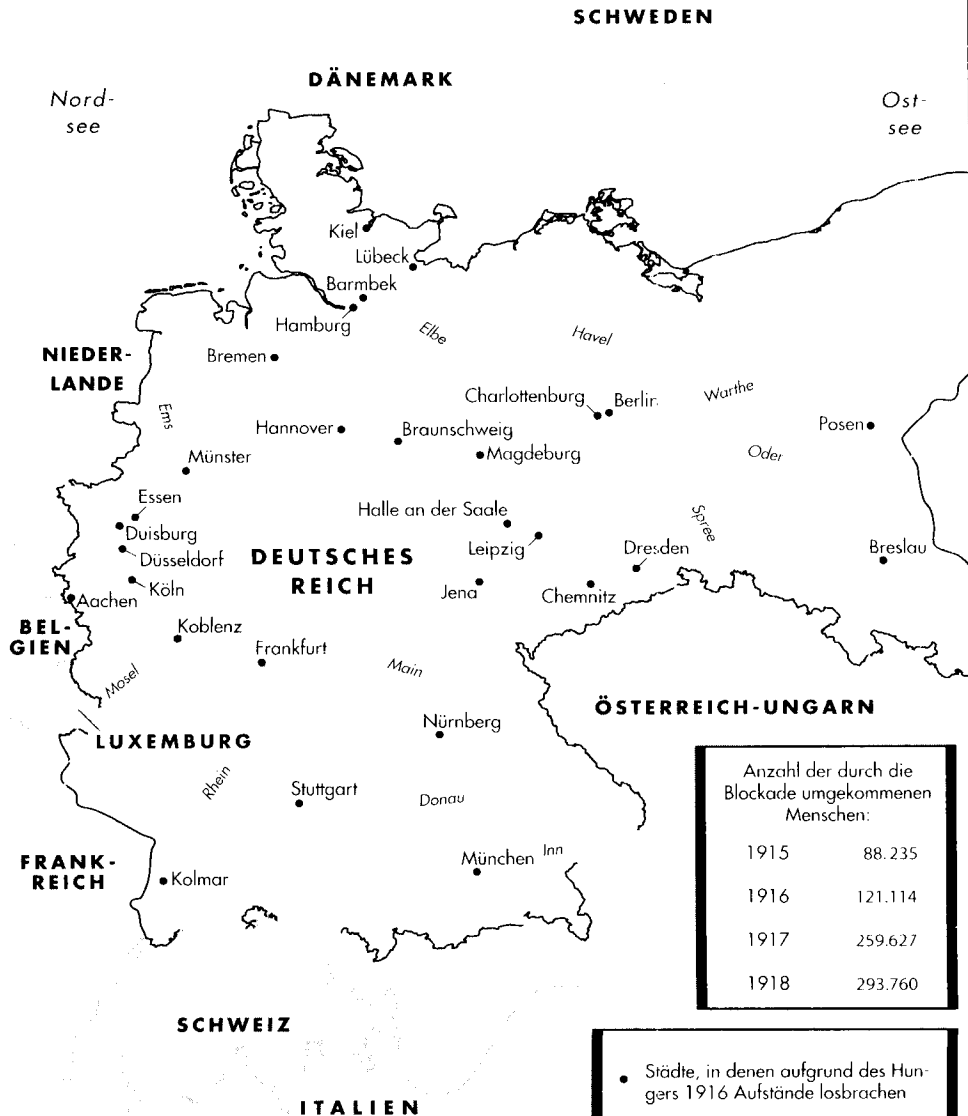 SCHWEDEN
DÄNEMARK
Nord-
see
Ost-
see
Kiel
Lübeck
Barmbek
Hamburg
Elbe
Havel
NIEDER-
LANDE
Bremen
Ems
Charlottenburg
Berlin
Warthe
Hannover
Braunschweig
Posen
Magdeburg
Oder
Münster
Essen
Duisburg
Halle an der Saale
Leipzig
Spree
Düsseldorf
DEUTSCHES
REICH
Dresden
Breslau
Köln
Aachen
Jena
Chemnitz
BEL-
GIEN
Koblenz
Frankfurt
Main
Mosel
ÖSTERREICH-UNGARN
Nürnberg
LUXEMBURG
Rhein
Stuttgart
Donau
FRANK-
REICH
Kolmar
München
Inn
Anzahl der durch die
Blockade umgekommenen
Menschen:
1915 88.235
1916 121.114
1917 259.627
1918 293.760
SCHWEIZ
ITALIEN
Städte, in denen aufgrund des Hun-
gers 1916 Aufstände losbrachen